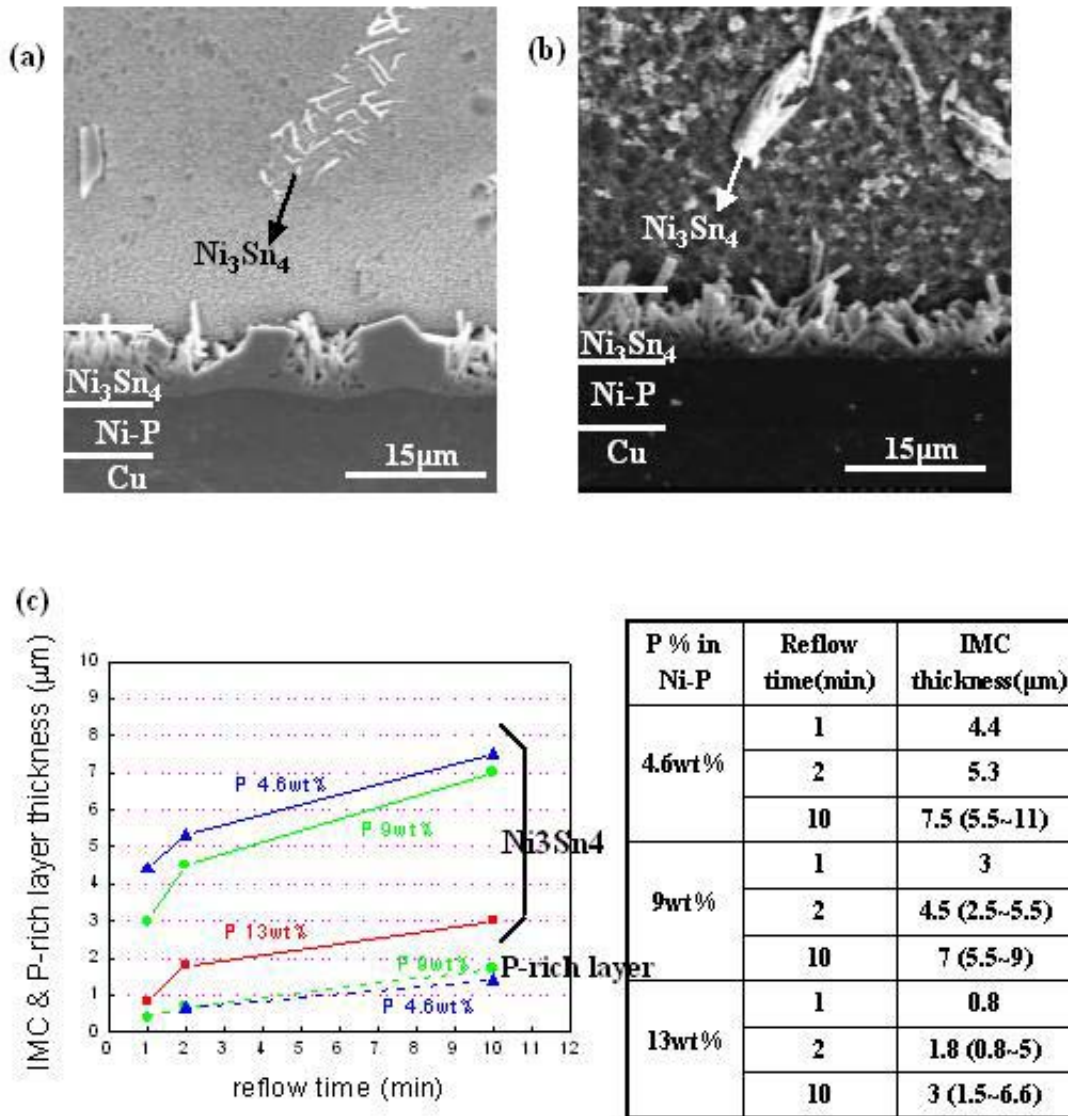 (a)
Ni₃Sn₄
Ni₃Sn₄
Ni-P
Cu
15μm
(b)
Ni₃Sn₄
Ni₃Sn₄
Ni-P
Cu
15μm
(c)
IMC & P-rich layer thickness (μm)
10
9
8
7
6
5
4
3
2
1
0
P 4.6wt%
P 9wt%
Ni3Sn4
P 13wt%
P 9wt%
P-rich layer
P 4.6wt%
0 1 2 3 4 5 6 7 8 9 10 11 12
reflow time (min)
P % in Ni-P Reflow time(min) IMC thickness(μm)
4.6wt% 1 4.4
2 5.3
10 7.5 (5.5~11)
9wt% 1 3
2 4.5 (2.5~5.5)
10 7 (5.5~9)
13wt% 1 0.8
2 1.8 (0.8~5)
10 3 (1.5~6.6)